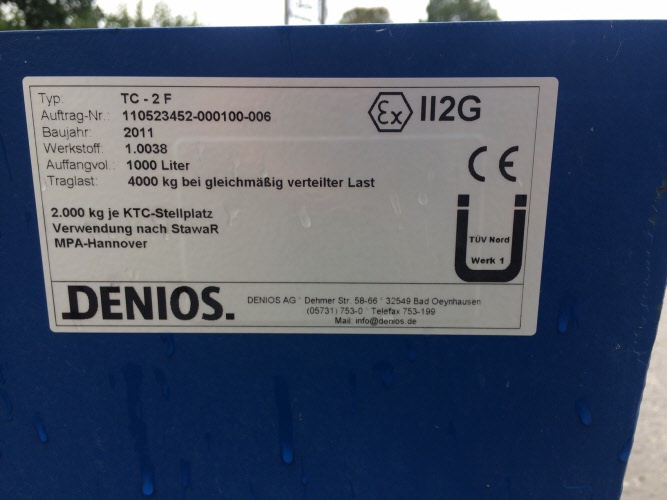 Typ: TC - 2 F
Auftrag-Nr.: 110523452-000100-006
Baujahr: 2011
Werkstoff: 1.0038
Auffangvol.: 1000 Liter
Traglast: 4000 kg bei gleichmäßig verteilter Last
2.000 kg je KTC-Stellplatz
Verwendung nach StawaR
MPA-Hannover
Ex II2G
CE
TÜV Nord
Werk 1
DENIOS.
DENIOS AG * Dehmer Str. 58-66 * 32549 Bad Oeynhausen
(05731) 753-0 * Telefax 753-199
Mail: info@denios.de